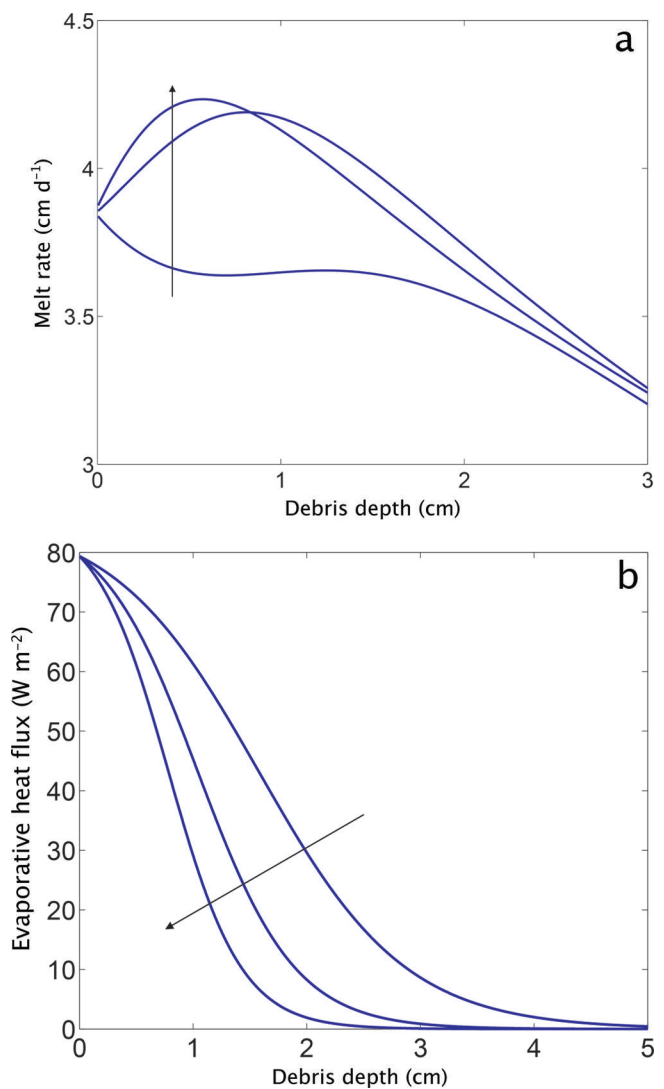 a
4.5
4
3.5
3
Melt rate (cm d⁻¹)
0 1 2 3
Debris depth (cm)
b
80
70
60
50
40
30
20
10
0
Evaporative heat flux (W m⁻²)
0 1 2 3 4 5
Debris depth (cm)